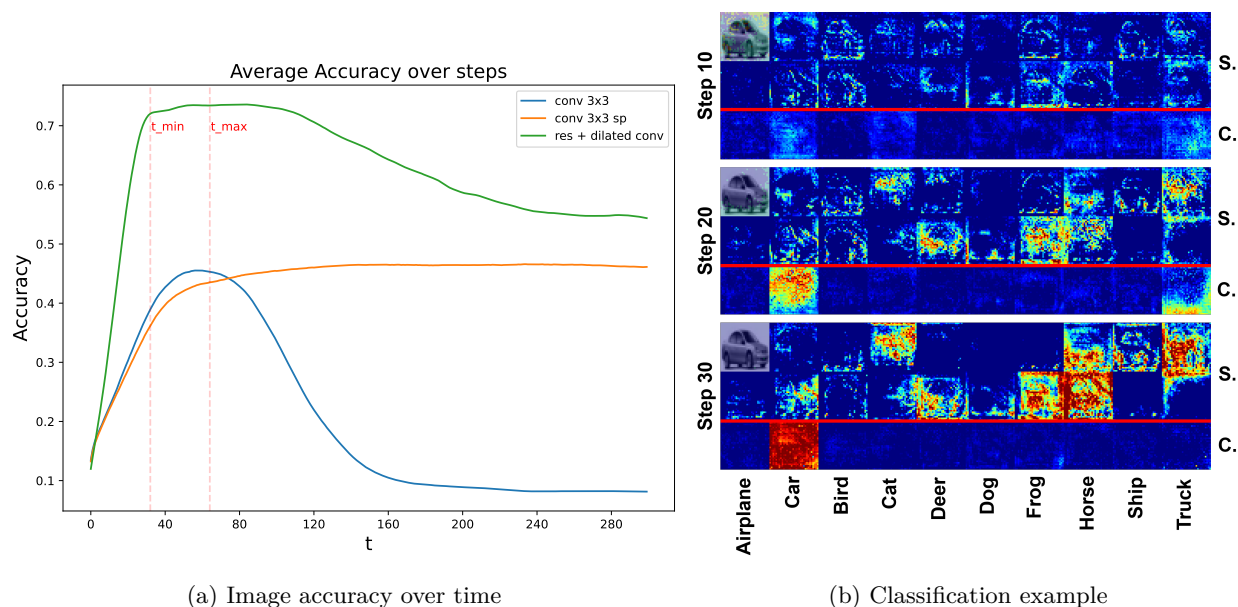 Average Accuracy over steps
conv 3x3
conv 3x3 sp
res + dilated conv
t_min
t_max
Accuracy
0.7
0.6
0.5
0.4
0.3
0.2
0.1
0 40 80 120 160 200 240 280
t
(a) Image accuracy over time
Step 10
S.
C.
Step 20
S.
C.
Step 30
S.
C.
Airplane
Car
Bird
Cat
Deer
Dog
Frog
Horse
Ship
Truck
(b) Classification example